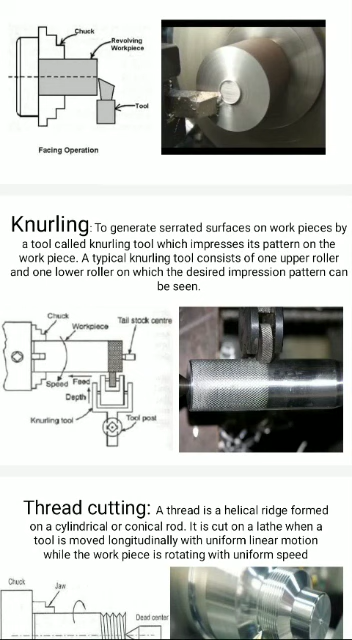 Chuck
Revolving
Workpiece
Tool
Facing Operation
Knurling: To generate serrated surfaces on work pieces by
a tool called knurling tool which impresses its pattern on the
work piece. A typical knurling tool consists of one upper roller
and one lower roller on which the desired impression pattern can
be seen.
Chuck
Workpiece
Tail stock centre
Speed
Feed
Depth
Knurling tool
Tool post
Thread cutting: A thread is a helical ridge formed
on a cylindrical or conical rod. It is cut on a lathe when a
tool is moved longitudinally with uniform linear motion
while the work piece is rotating with uniform speed
Chuck
Jaw
Dead center